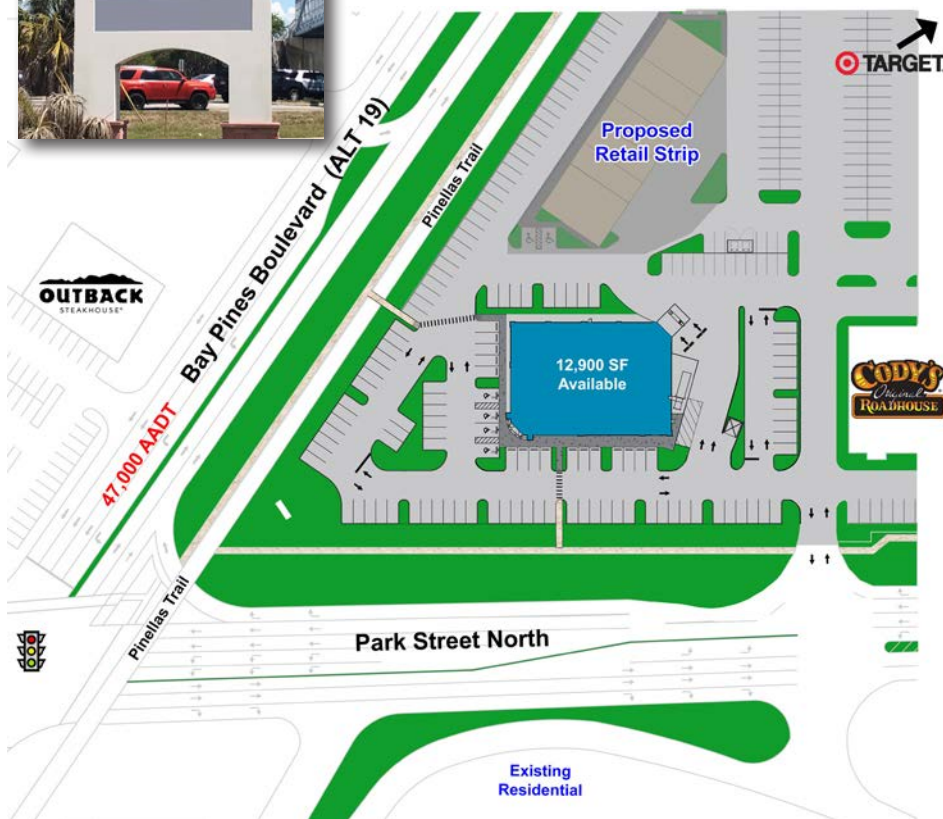 TARGET
Proposed
Retail Strip
Bay Pines Boulevard (ALT 19)
Pinellas Trail
OUTBACK
STEAKHOUSE®
12,900 SF
Available
CODY'S
Original
ROADHOUSE
47,000 AADT
Pinellas Trail
Park Street North
Existing
Residential